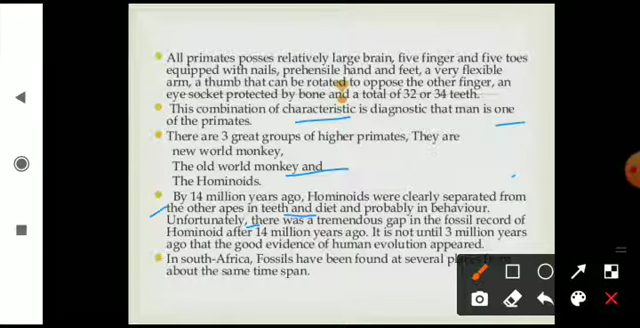 All primates posses relatively large brain, five finger and five toes
equipped with nails, prehensile hand and feet, a very flexible
arm, a thumb that can be rotated to oppose the other finger, an
eye socket protected by bone and a total of 32 or 34 teeth.
This combination of characteristic is diagnostic that man is one
of the primates.
There are 3 great groups of higher primates, They are
new world monkey,
The old world monkey and
The Hominoids.
By 14 million years ago, Hominoids were clearly separated from
the other apes in teeth and diet and probably in behaviour.
Unfortunately, there was a tremendous gap in the fossil record of
Hominoid after 14 million years ago. It is not until 3 million years
ago that the good evidence of human evolution appeared.
In south-Africa, Fossils have been found at several places from
about the same time span.